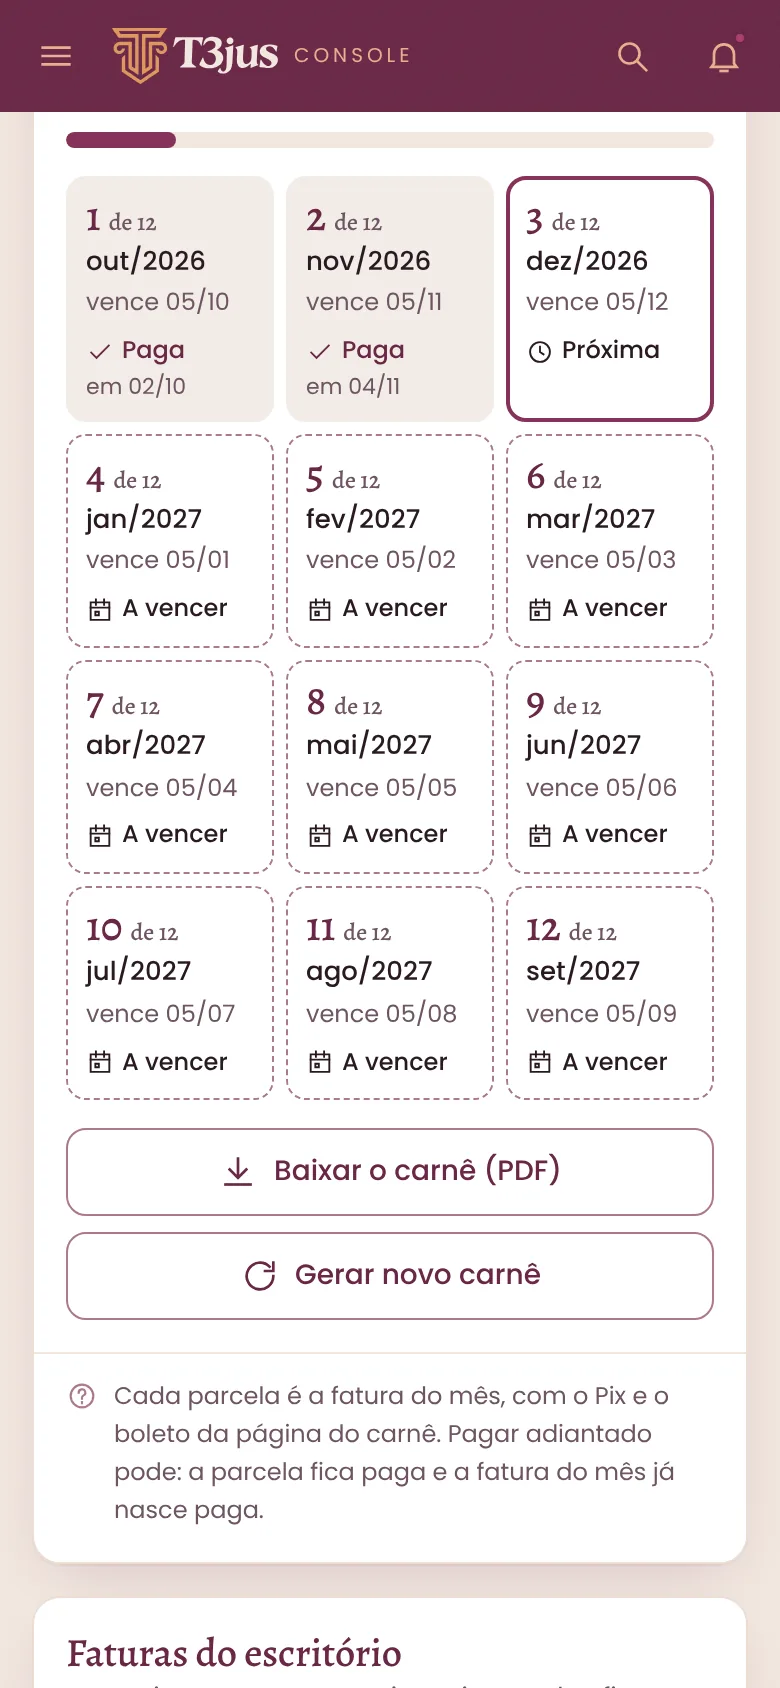 T3jus CONSOLE
1 de 12
out/2026
vence 05/10
Paga
em 02/10
2 de 12
nov/2026
vence 05/11
Paga
em 04/11
3 de 12
dez/2026
vence 05/12
Próxima
4 de 12
jan/2027
vence 05/01
A vencer
5 de 12
fev/2027
vence 05/02
A vencer
6 de 12
mar/2027
vence 05/03
A vencer
7 de 12
abr/2027
vence 05/04
A vencer
8 de 12
mai/2027
vence 05/05
A vencer
9 de 12
jun/2027
vence 05/06
A vencer
10 de 12
jul/2027
vence 05/07
A vencer
11 de 12
ago/2027
vence 05/08
A vencer
12 de 12
set/2027
vence 05/09
A vencer
Baixar o carnê (PDF)
Gerar novo carnê
Cada parcela é a fatura do mês, com o Pix e o
boleto da página do carnê. Pagar adiantado
pode: a parcela fica paga e a fatura do mês já
nasce paga.
Faturas do escritório